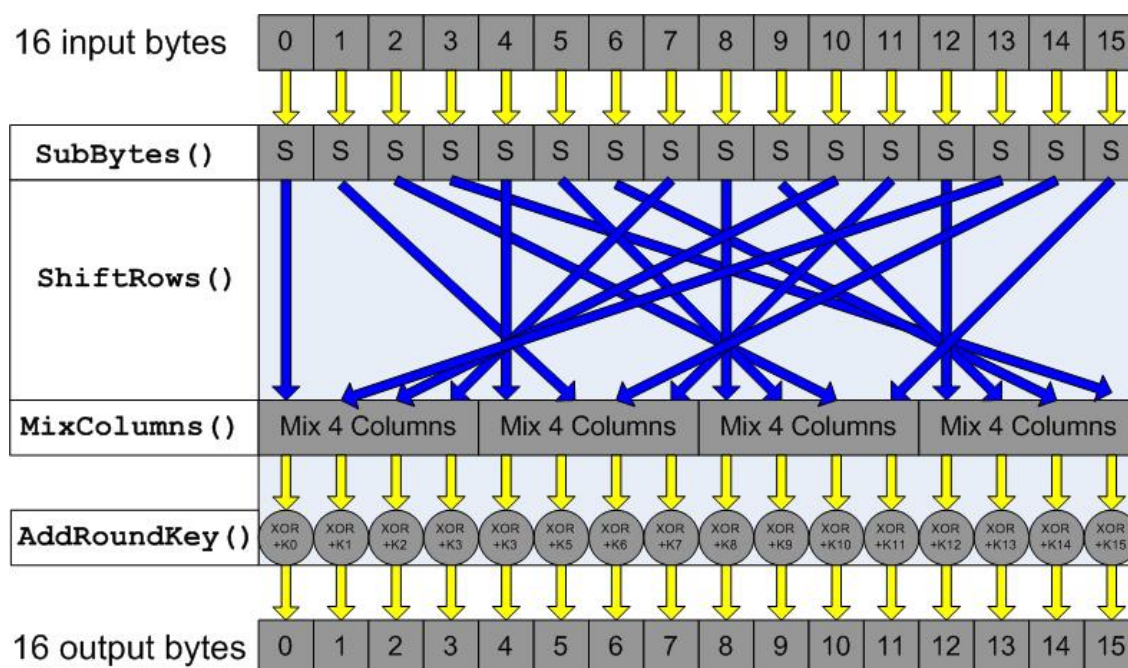 16 input bytes 0 1 2 3 4 5 6 7 8 9 10 11 12 13 14 15
SubBytes() S S S S S S S S S S S S S S S S
ShiftRows()
MixColumns() Mix 4 Columns Mix 4 Columns Mix 4 Columns Mix 4 Columns
XOR XOR XOR XOR XOR XOR XOR XOR XOR XOR XOR XOR XOR XOR XOR XOR
AddRoundKey() +K0 +K1 +K2 +K3 +K3 +K5 +K6 +K7 +K8 +K9 +K10 +K11 +K12 +K13 +K14 +K15
16 output bytes 0 1 2 3 4 5 6 7 8 9 10 11 12 13 14 15